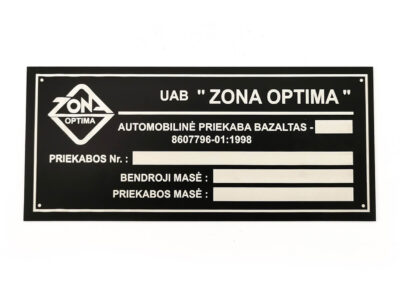 ZONA
OPTIMA
UAB " ZONA OPTIMA "
AUTOMOBILINĖ PRIEKABA BAZALTAS -
8607796-01:1998
PRIEKABOS Nr. :
BENDROJI MASĖ :
PRIEKABOS MASĖ :